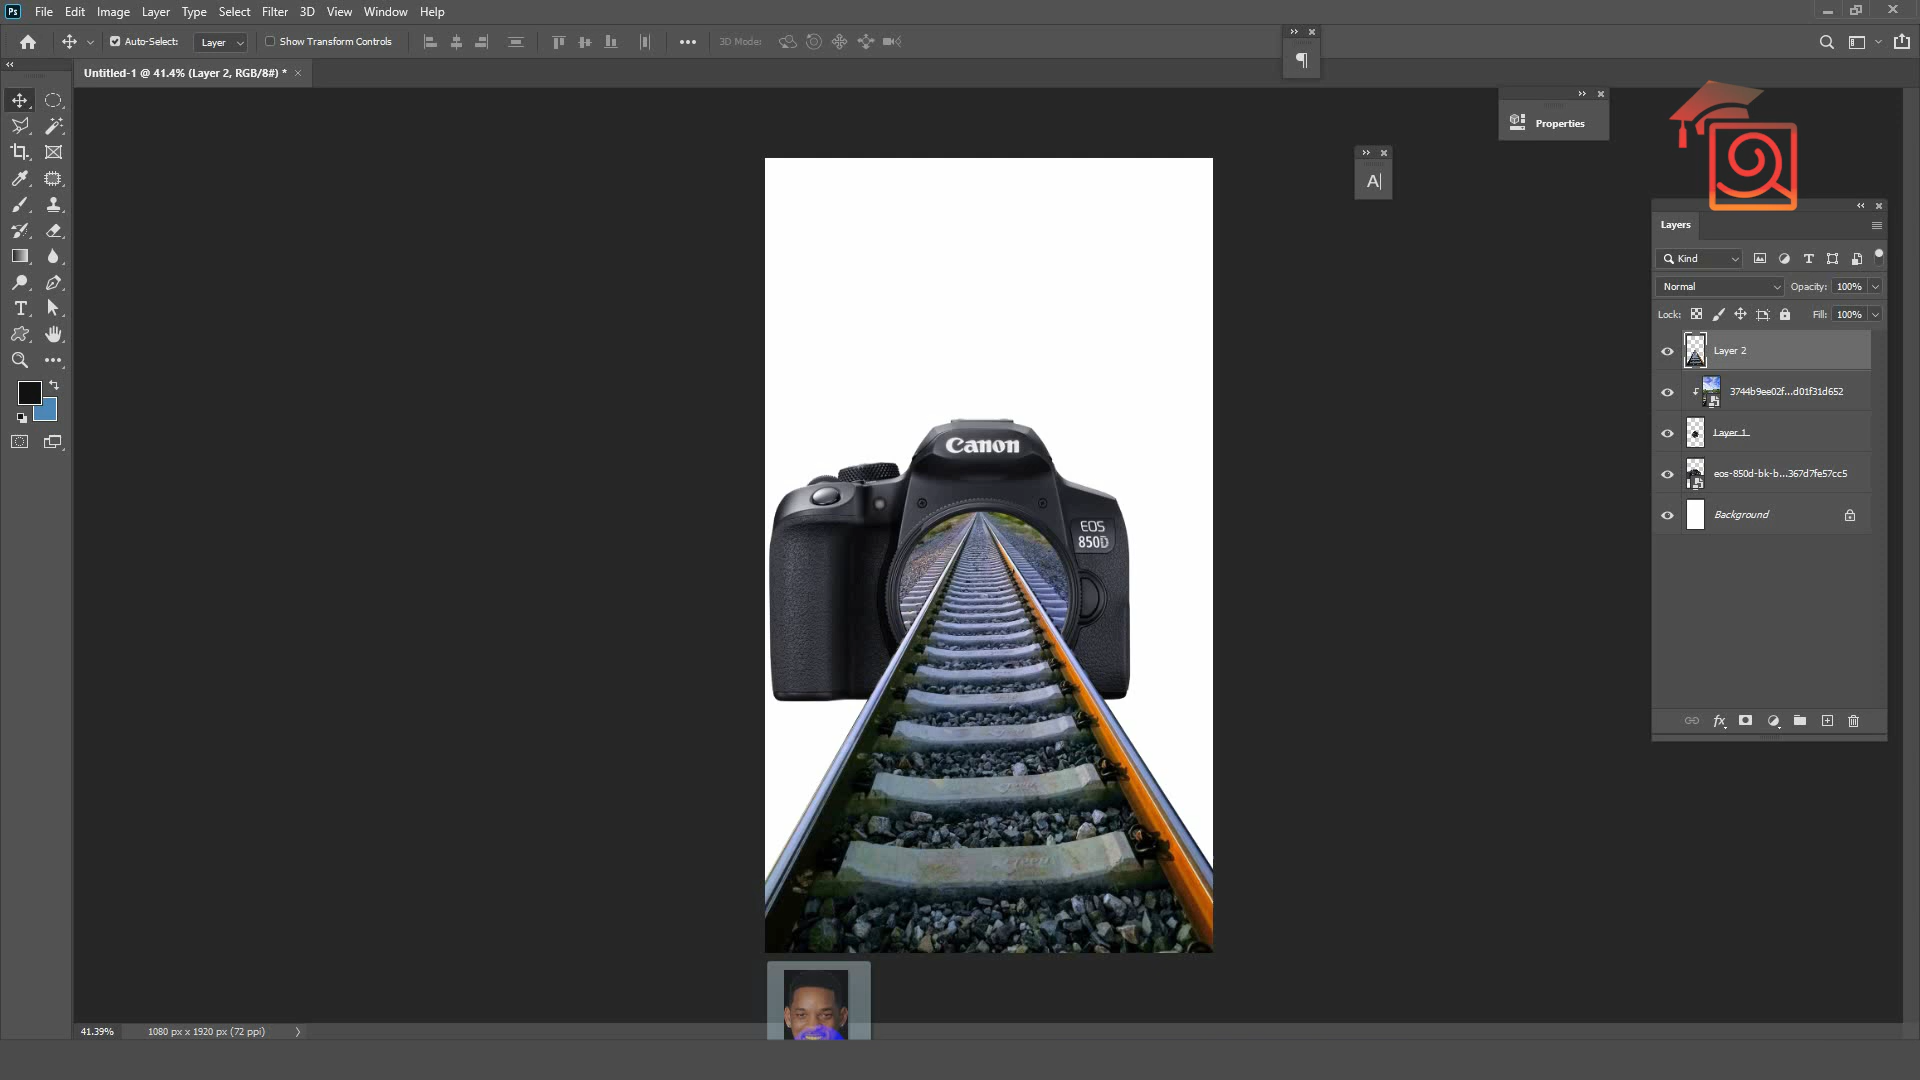 Ps File Edit Image Layer Type Select Filter 3D View Window Help
Auto-Select: Layer Show Transform Controls 3D Mode:
Untitled-1 @ 41.4% (Layer 2, RGB/8#) *
Properties
A
Layers
Kind
Normal Opacity: 100%
Lock: Fill: 100%
Layer 2
3744b9ee02f...d01f31d652
Layer 1
eos-850d-bk-b...367d7fe57cc5
Background
fx
Canon
EOS
850D
41.39% 1080 px x 1920 px (72 ppi)